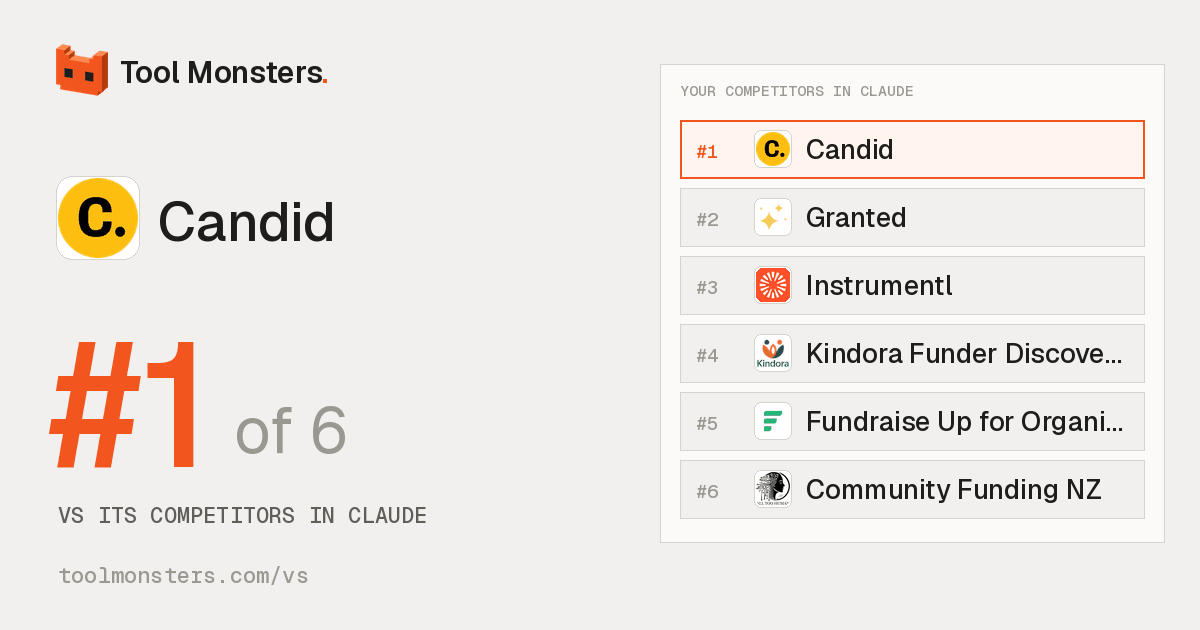 Tool Monsters.
C. Candid
#1 of 6
VS ITS COMPETITORS IN CLAUDE
toolmonsters.com/vs
YOUR COMPETITORS IN CLAUDE
#1 C. Candid
#2 Granted
#3 Instrumentl
#4 Kindora Kindora Funder Discove...
#5 Fundraise Up for Organi...
#6 Community Funding NZ